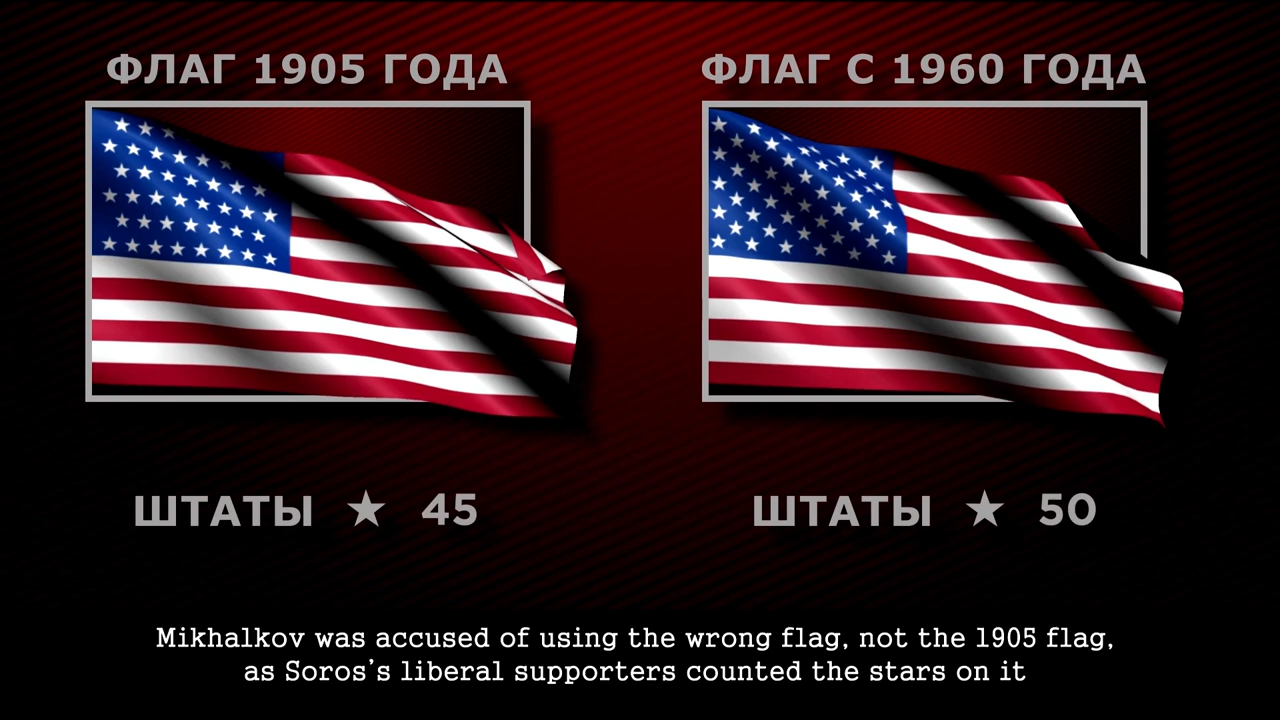 ФЛАГ 1905 ГОДА
ФЛАГ С 1960 ГОДА
ШТАТЫ ★ 45
ШТАТЫ ★ 50
Mikhalkov was accused of using the wrong flag, not the 1905 flag,
as Soros's liberal supporters counted the stars on it